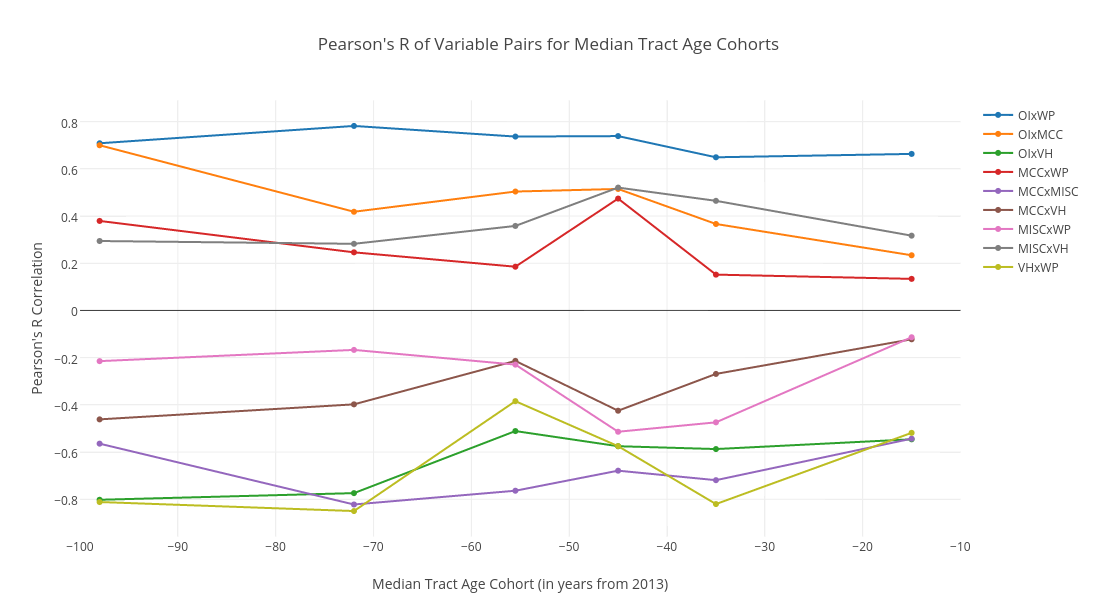 Pearson's R of Variable Pairs for Median Tract Age Cohorts
OIxWP
OIxMCC
OIxVH
MCCxWP
MCCxMISC
MCCxVH
MISCxWP
MISCxVH
VHxWP
Pearson's R Correlation
0.8
0.6
0.4
0.2
0
−0.2
−0.4
−0.6
−0.8
−100 −90 −80 −70 −60 −50 −40 −30 −20 −10
Median Tract Age Cohort (in years from 2013)